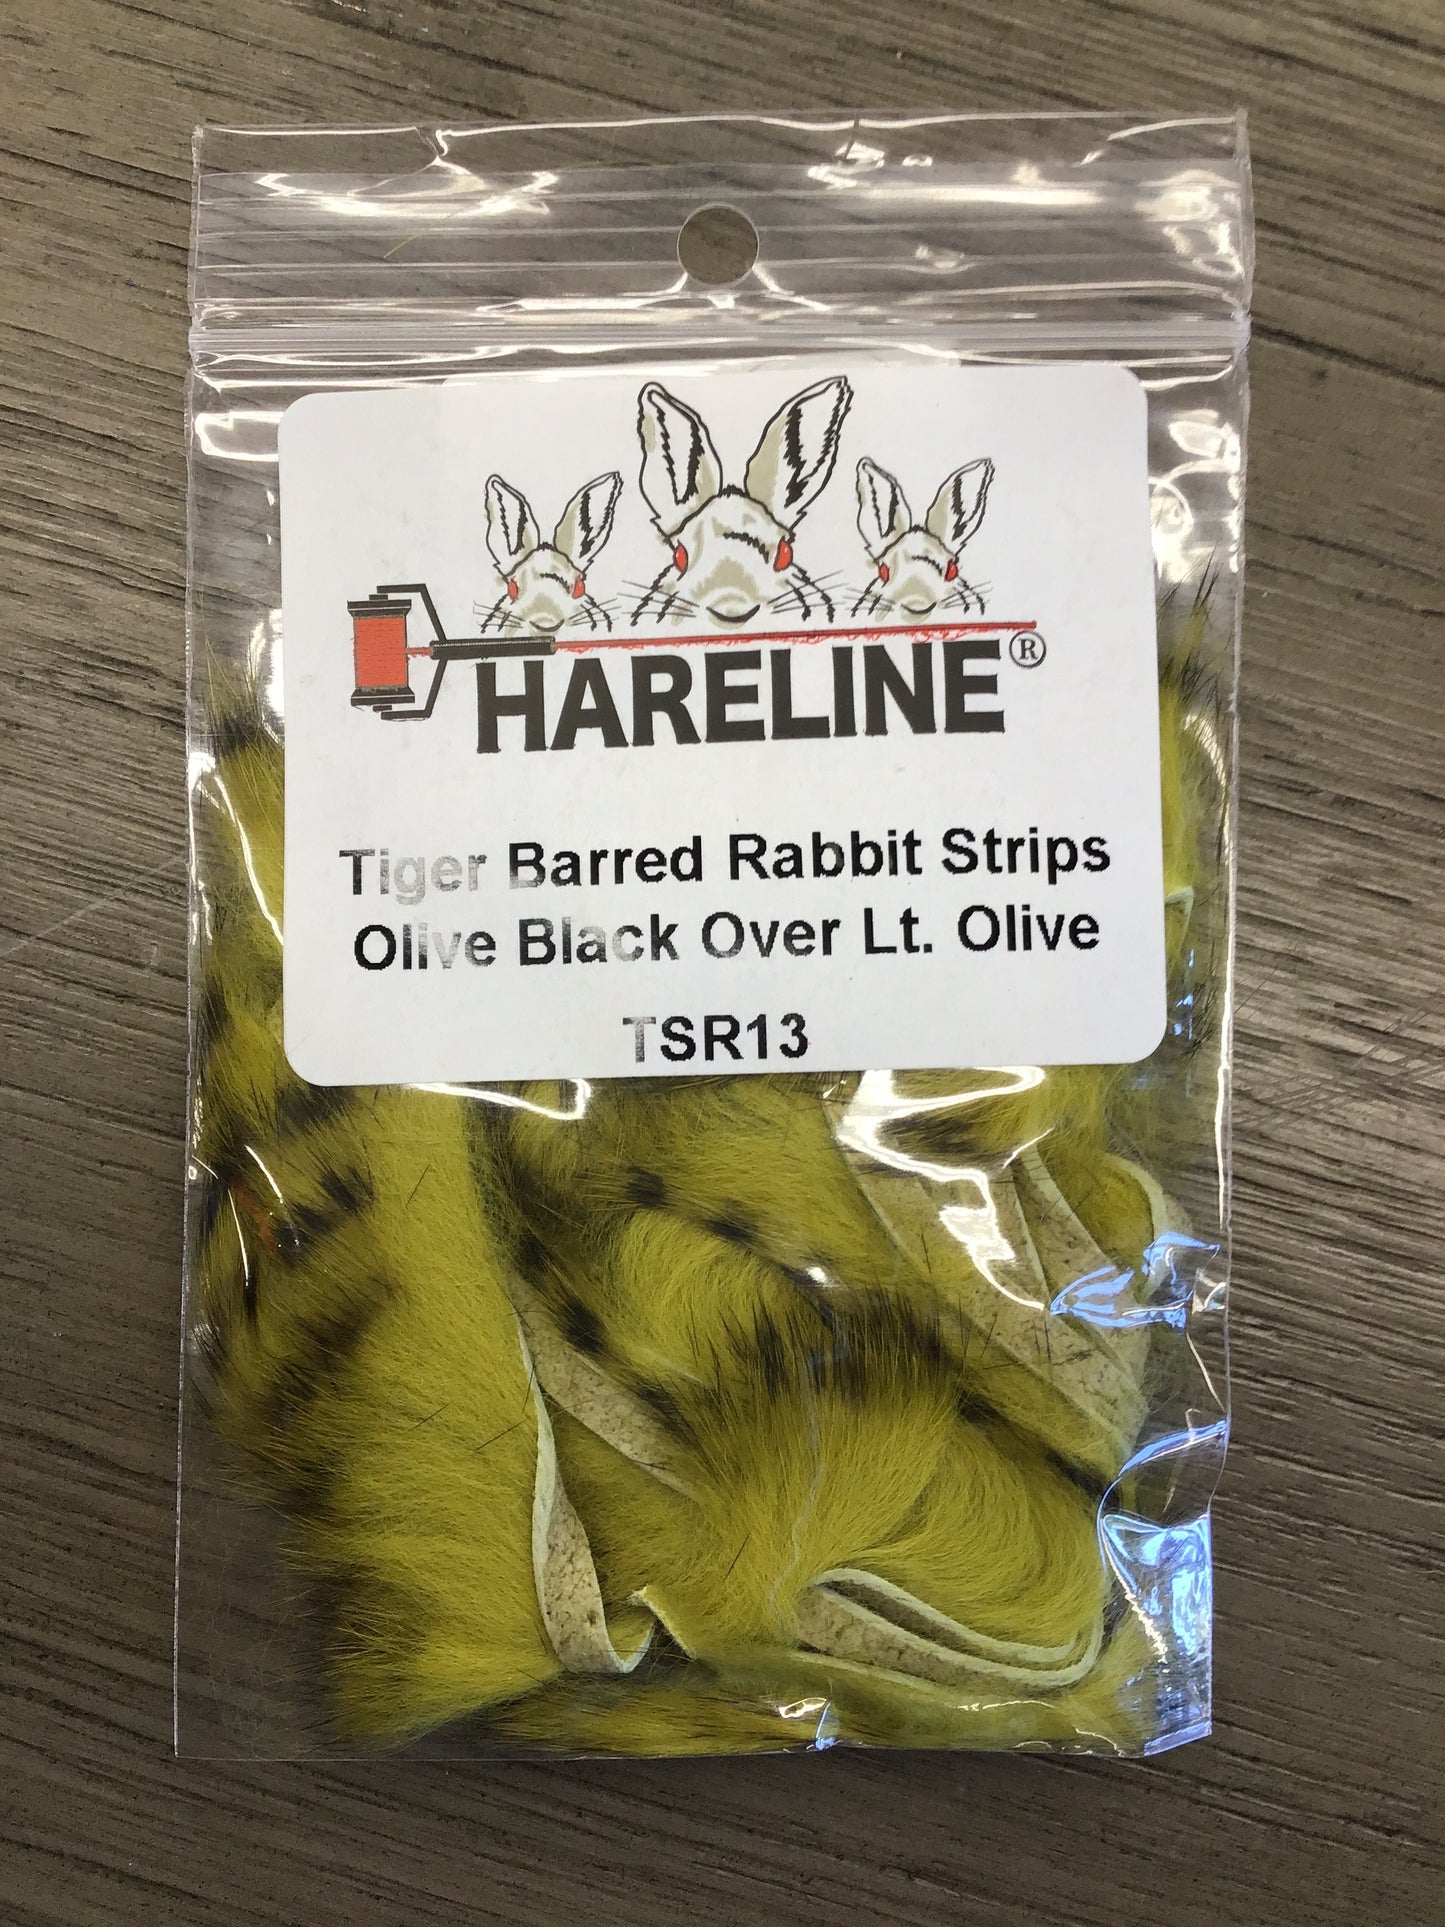 HARELINE®
Tiger Barred Rabbit Strips
Olive Black Over Lt. Olive
TSR13